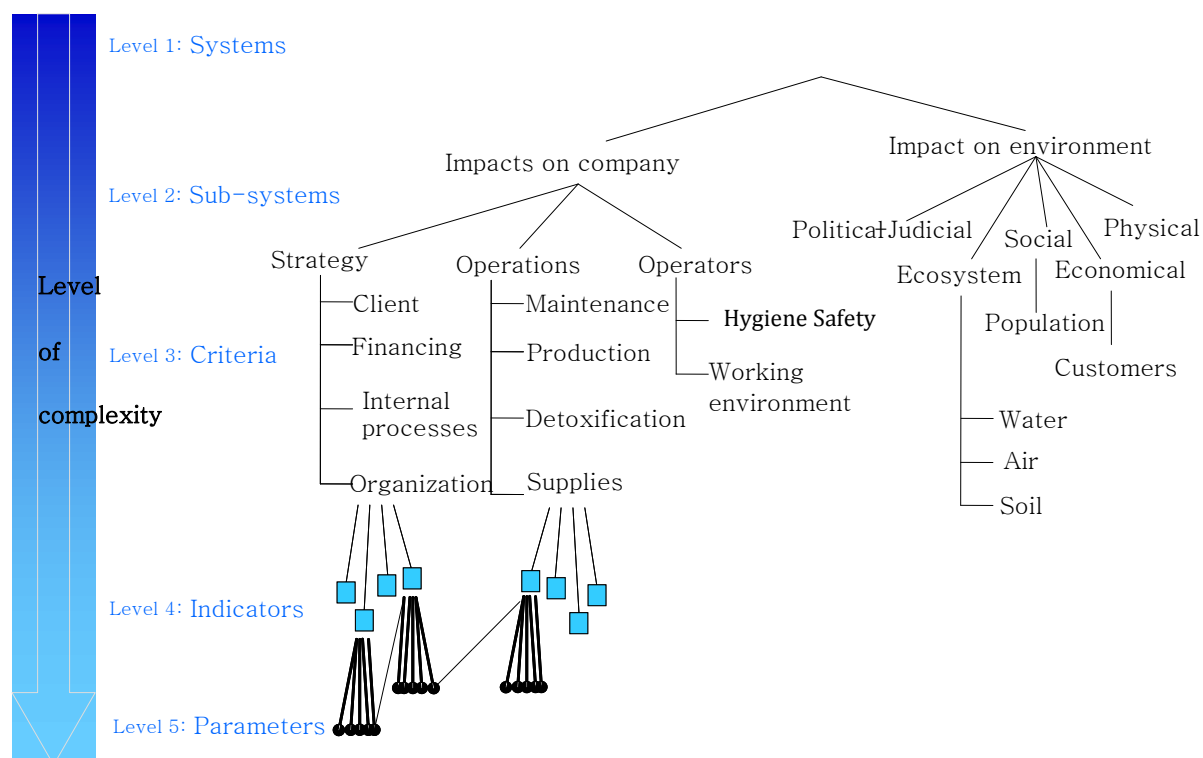 Level 1: Systems
Impact on environment
Impacts on company
Level 2: Sub-systems
Political-Judicial
Social
Physical
Strategy
Operations
Operators
Ecosystem
Economical
Level
of
complexity
Client
Maintenance
Hygiene Safety
Population
Level 3: Criteria
Financing
Production
Working
environment
Customers
Internal
processes
Detoxification
Water
Air
Organization
Supplies
Soil
Level 4: Indicators
Level 5: Parameters